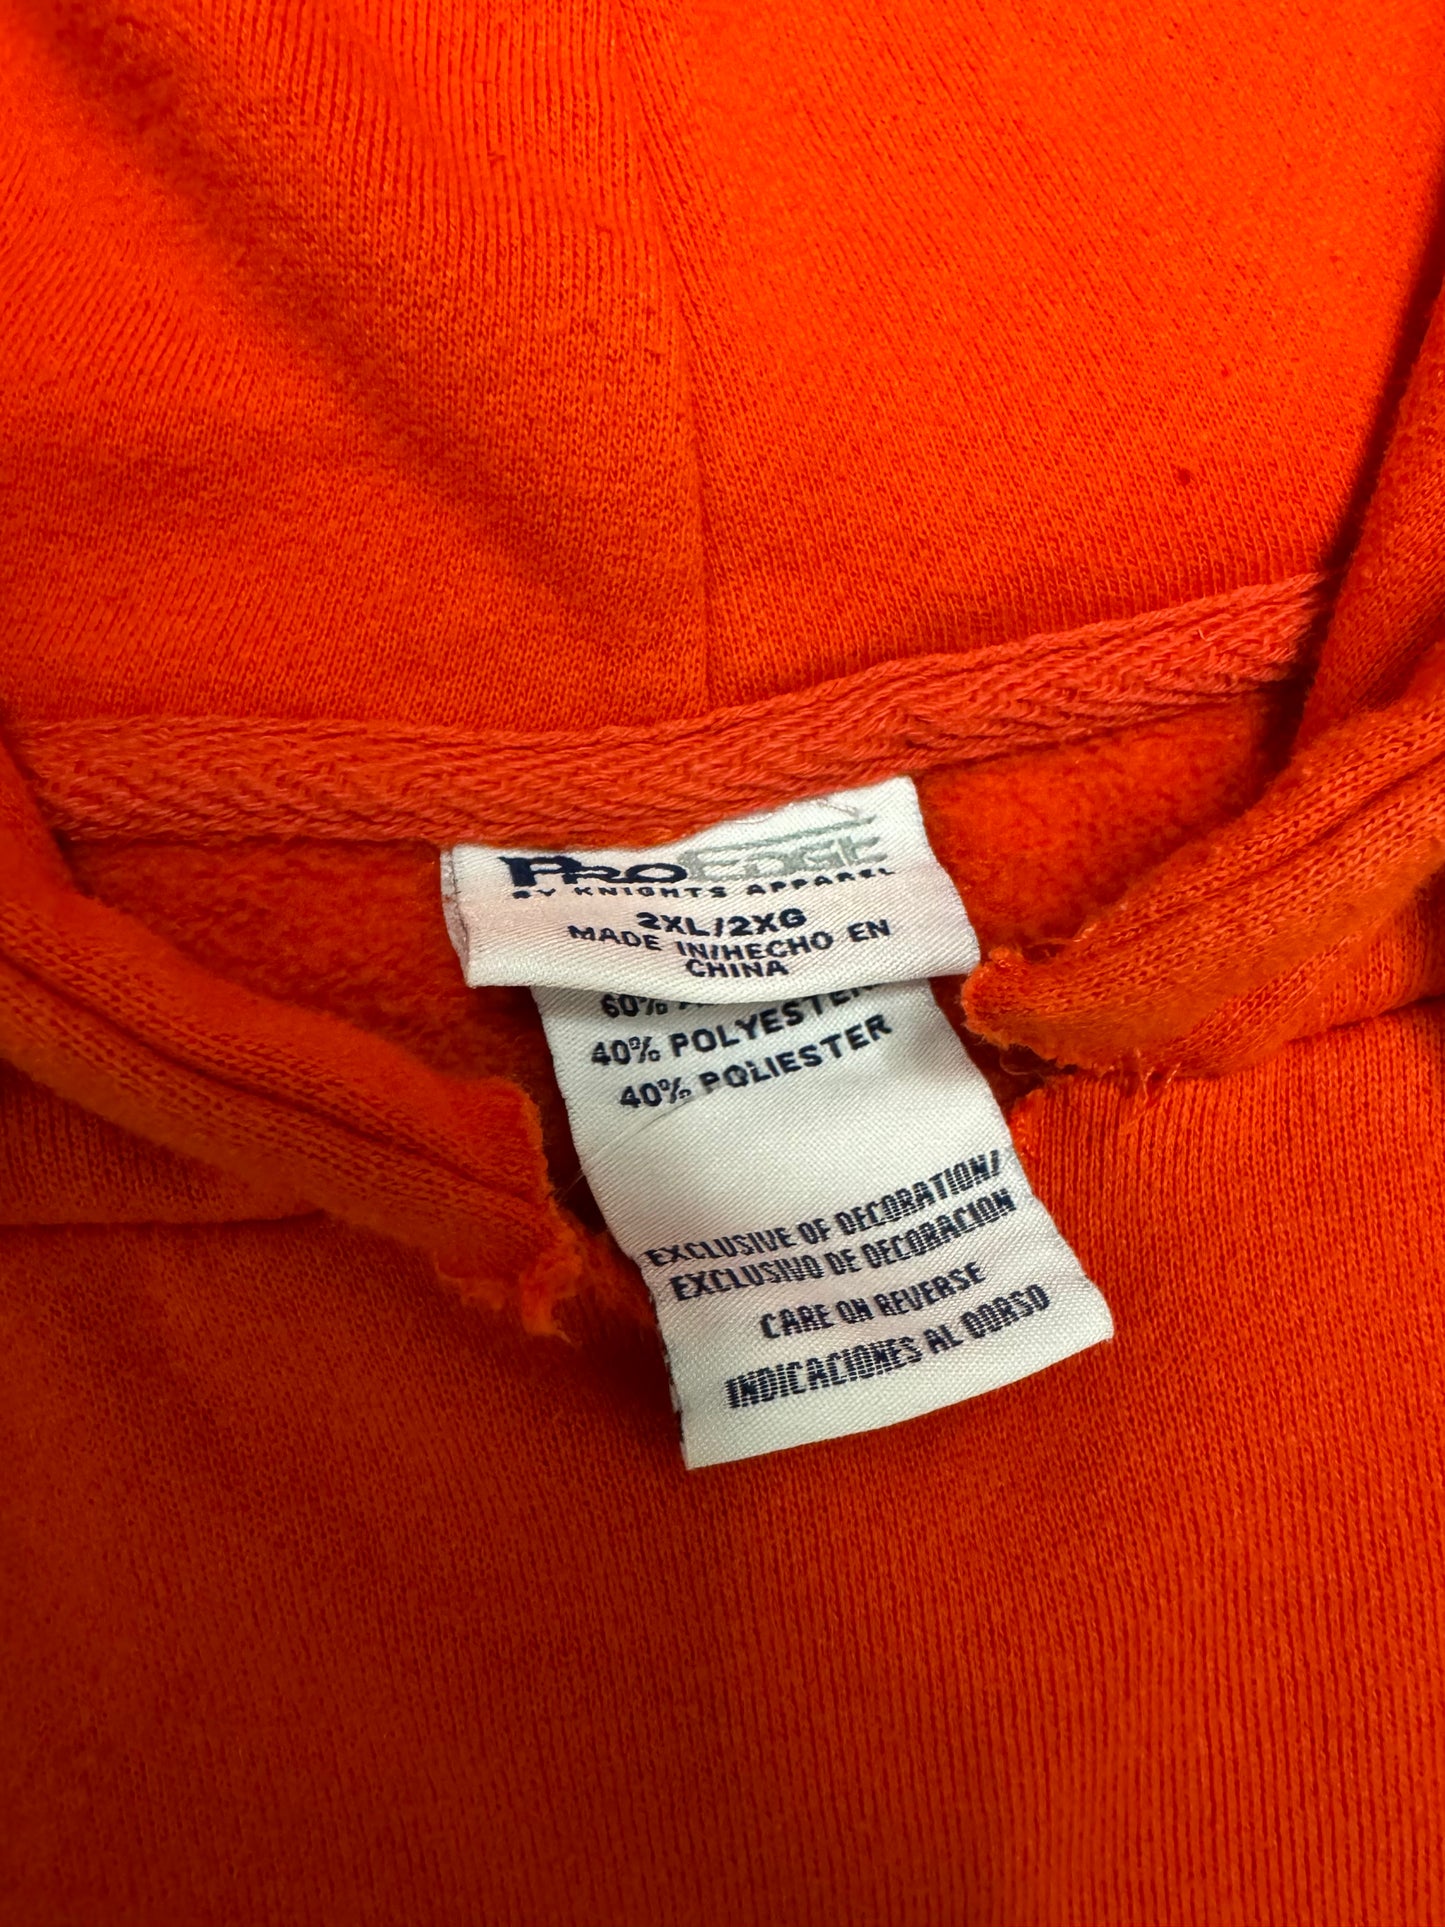 PROEDGE
BY KNIGHTS APPAREL
2XL/2XG
MADE IN/HECHO EN
CHINA
60%
40% POLYESTER
40% POLIESTER
EXCLUSIVE OF DECORATION/
EXCLUSIVO DE DECORACION
CARE ON REVERSE
INDICACIONES AL DORSO